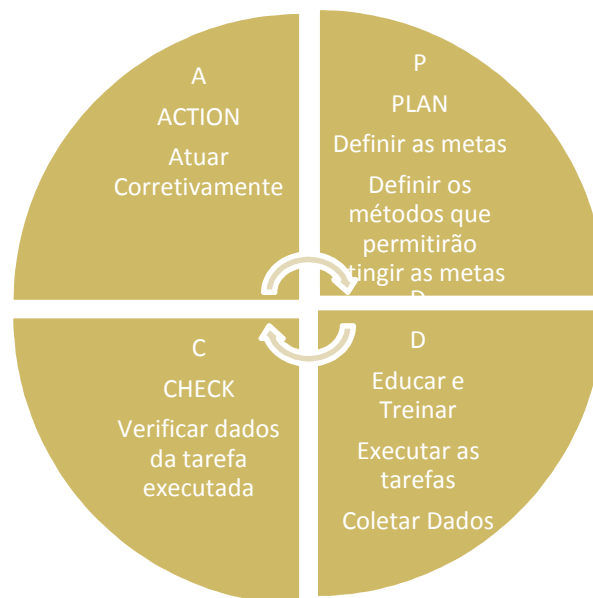 A
ACTION
Atuar
Corretivamente
P
PLAN
Definir as metas
Definir os
métodos que
permitirão
tingir as metas
C
CHECK
Verificar dados
da tarefa
executada
D
Educar e
Treinar
Executar as
tarefas
Coletar Dados